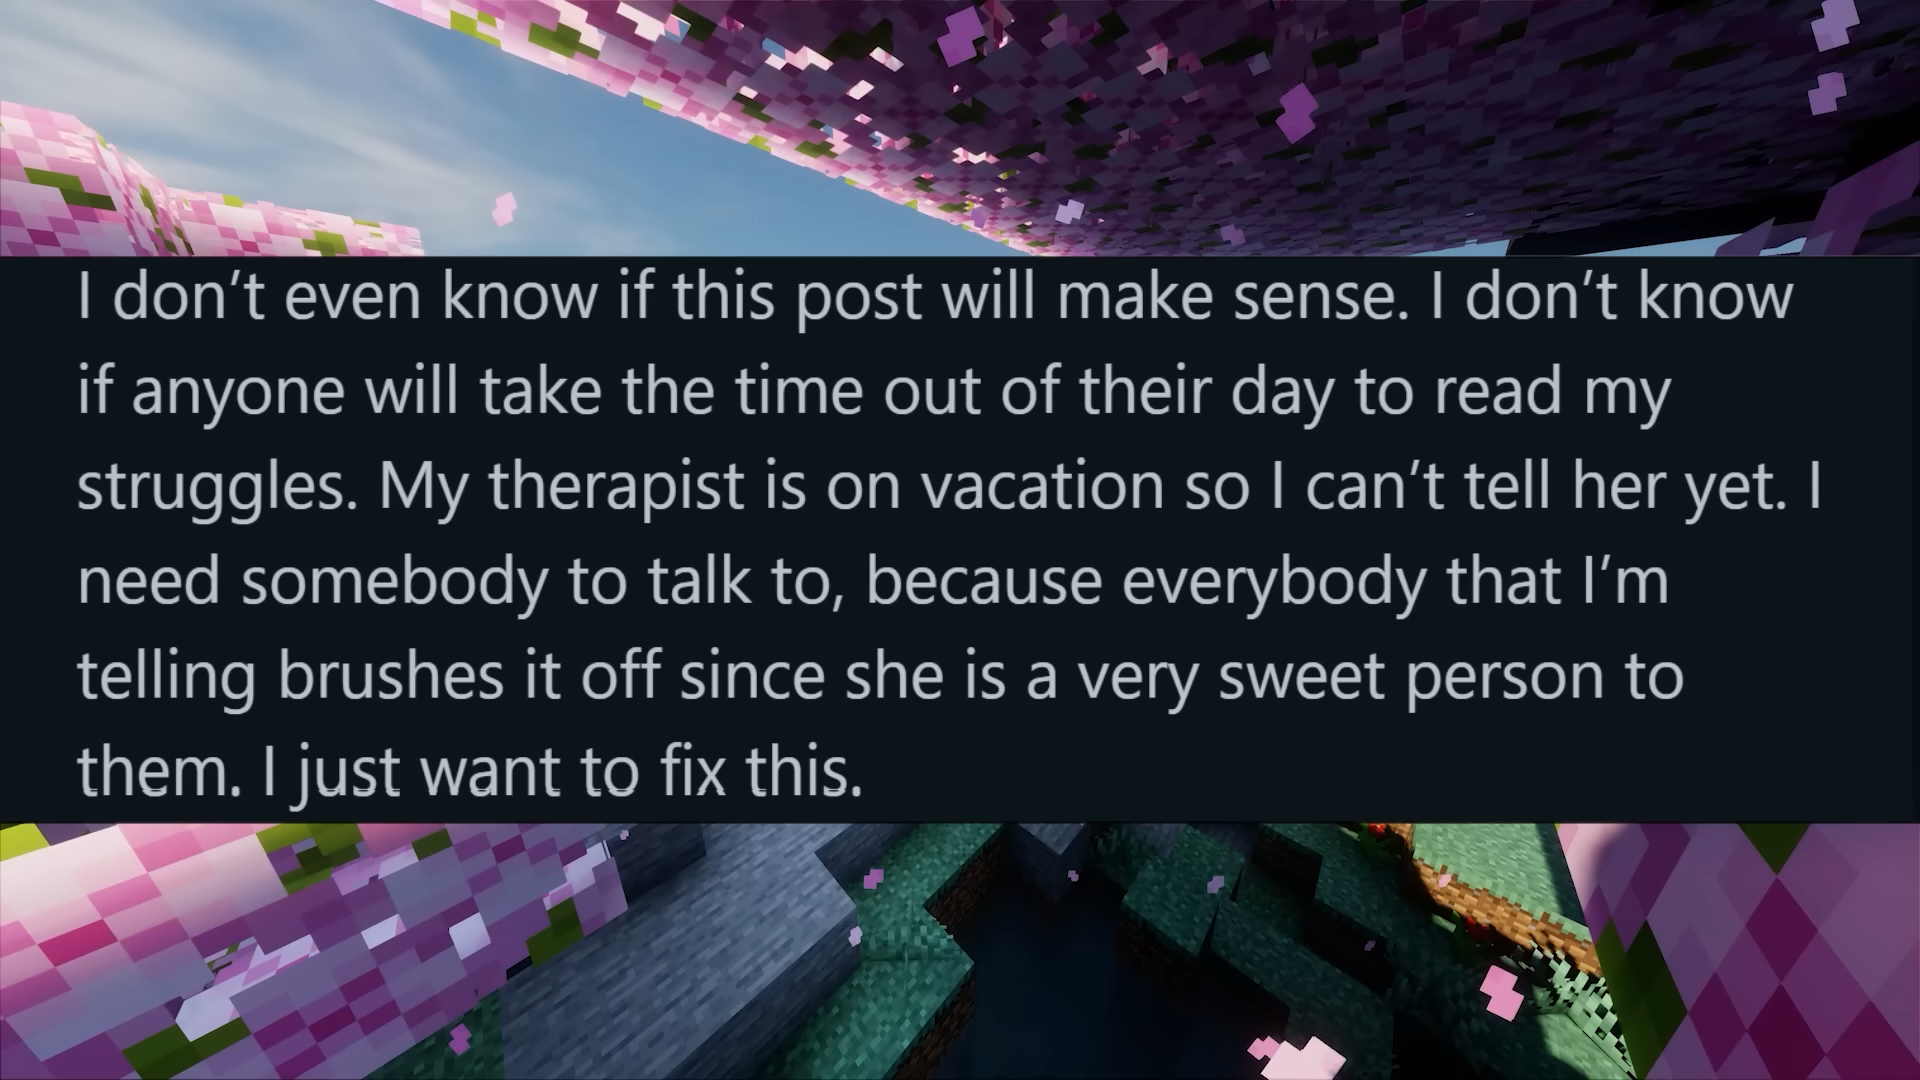 I don’t even know if this post will make sense. I don’t know
if anyone will take the time out of their day to read my
struggles. My therapist is on vacation so I can’t tell her yet. I
need somebody to talk to, because everybody that I’m
telling brushes it off since she is a very sweet person to
them. I just want to fix this.